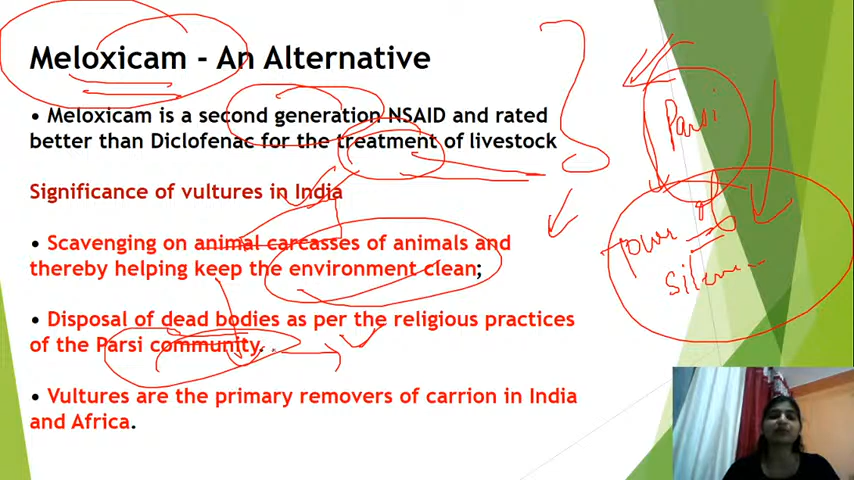 Meloxicam - An Alternative
• Meloxicam is a second generation NSAID and rated
better than Diclofenac for the treatment of livestock
Significance of vultures in India
• Scavenging on animal carcasses of animals and
thereby helping keep the environment clean;
• Disposal of dead bodies as per the religious practices
of the Parsi community.
• Vultures are the primary removers of carrion in India
and Africa.
Parsi
Tower of
silence